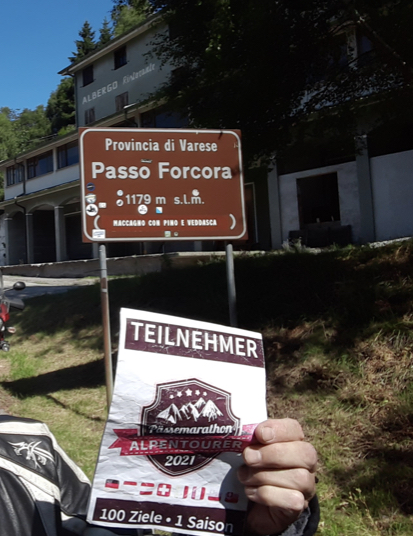 ALBERGO Ristorante
Provincia di Varese
Passo Forcora
1179 m s.l.m.
MACCAGNO CON PINO E VEDDASCA
TEILNEHMER
Pässemarathon
ALPENTOURER
2021
100 Ziele • 1 Saison